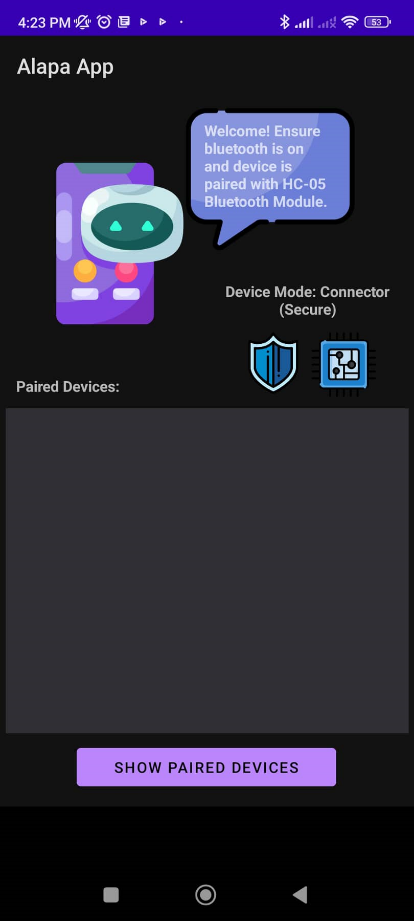 4:23 PM
53
Alapa App
Welcome! Ensure
bluetooth is on
and device is
paired with HC-05
Bluetooth Module.
Device Mode: Connector
(Secure)
Paired Devices:
SHOW PAIRED DEVICES